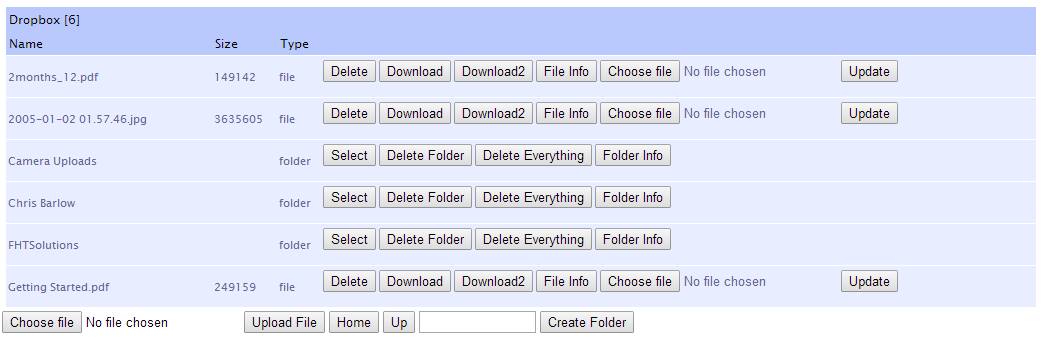 Dropbox [6]
Name Size Type
2months_12.pdf 149142 file Delete Download Download2 File Info Choose file No file chosen Update
2005-01-02 01.57.46.jpg 3635605 file Delete Download Download2 File Info Choose file No file chosen Update
Camera Uploads folder Select Delete Folder Delete Everything Folder Info
Chris Barlow folder Select Delete Folder Delete Everything Folder Info
FHTSolutions folder Select Delete Folder Delete Everything Folder Info
Getting Started.pdf 249159 file Delete Download Download2 File Info Choose file No file chosen Update
Choose file No file chosen Upload File Home Up Create Folder